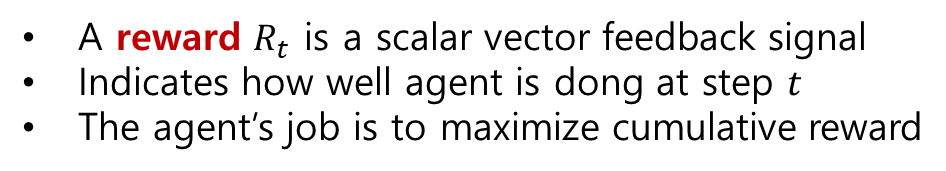 • A reward R_t is a scalar vector feedback signal
• Indicates how well agent is dong at step t
• The agent's job is to maximize cumulative reward